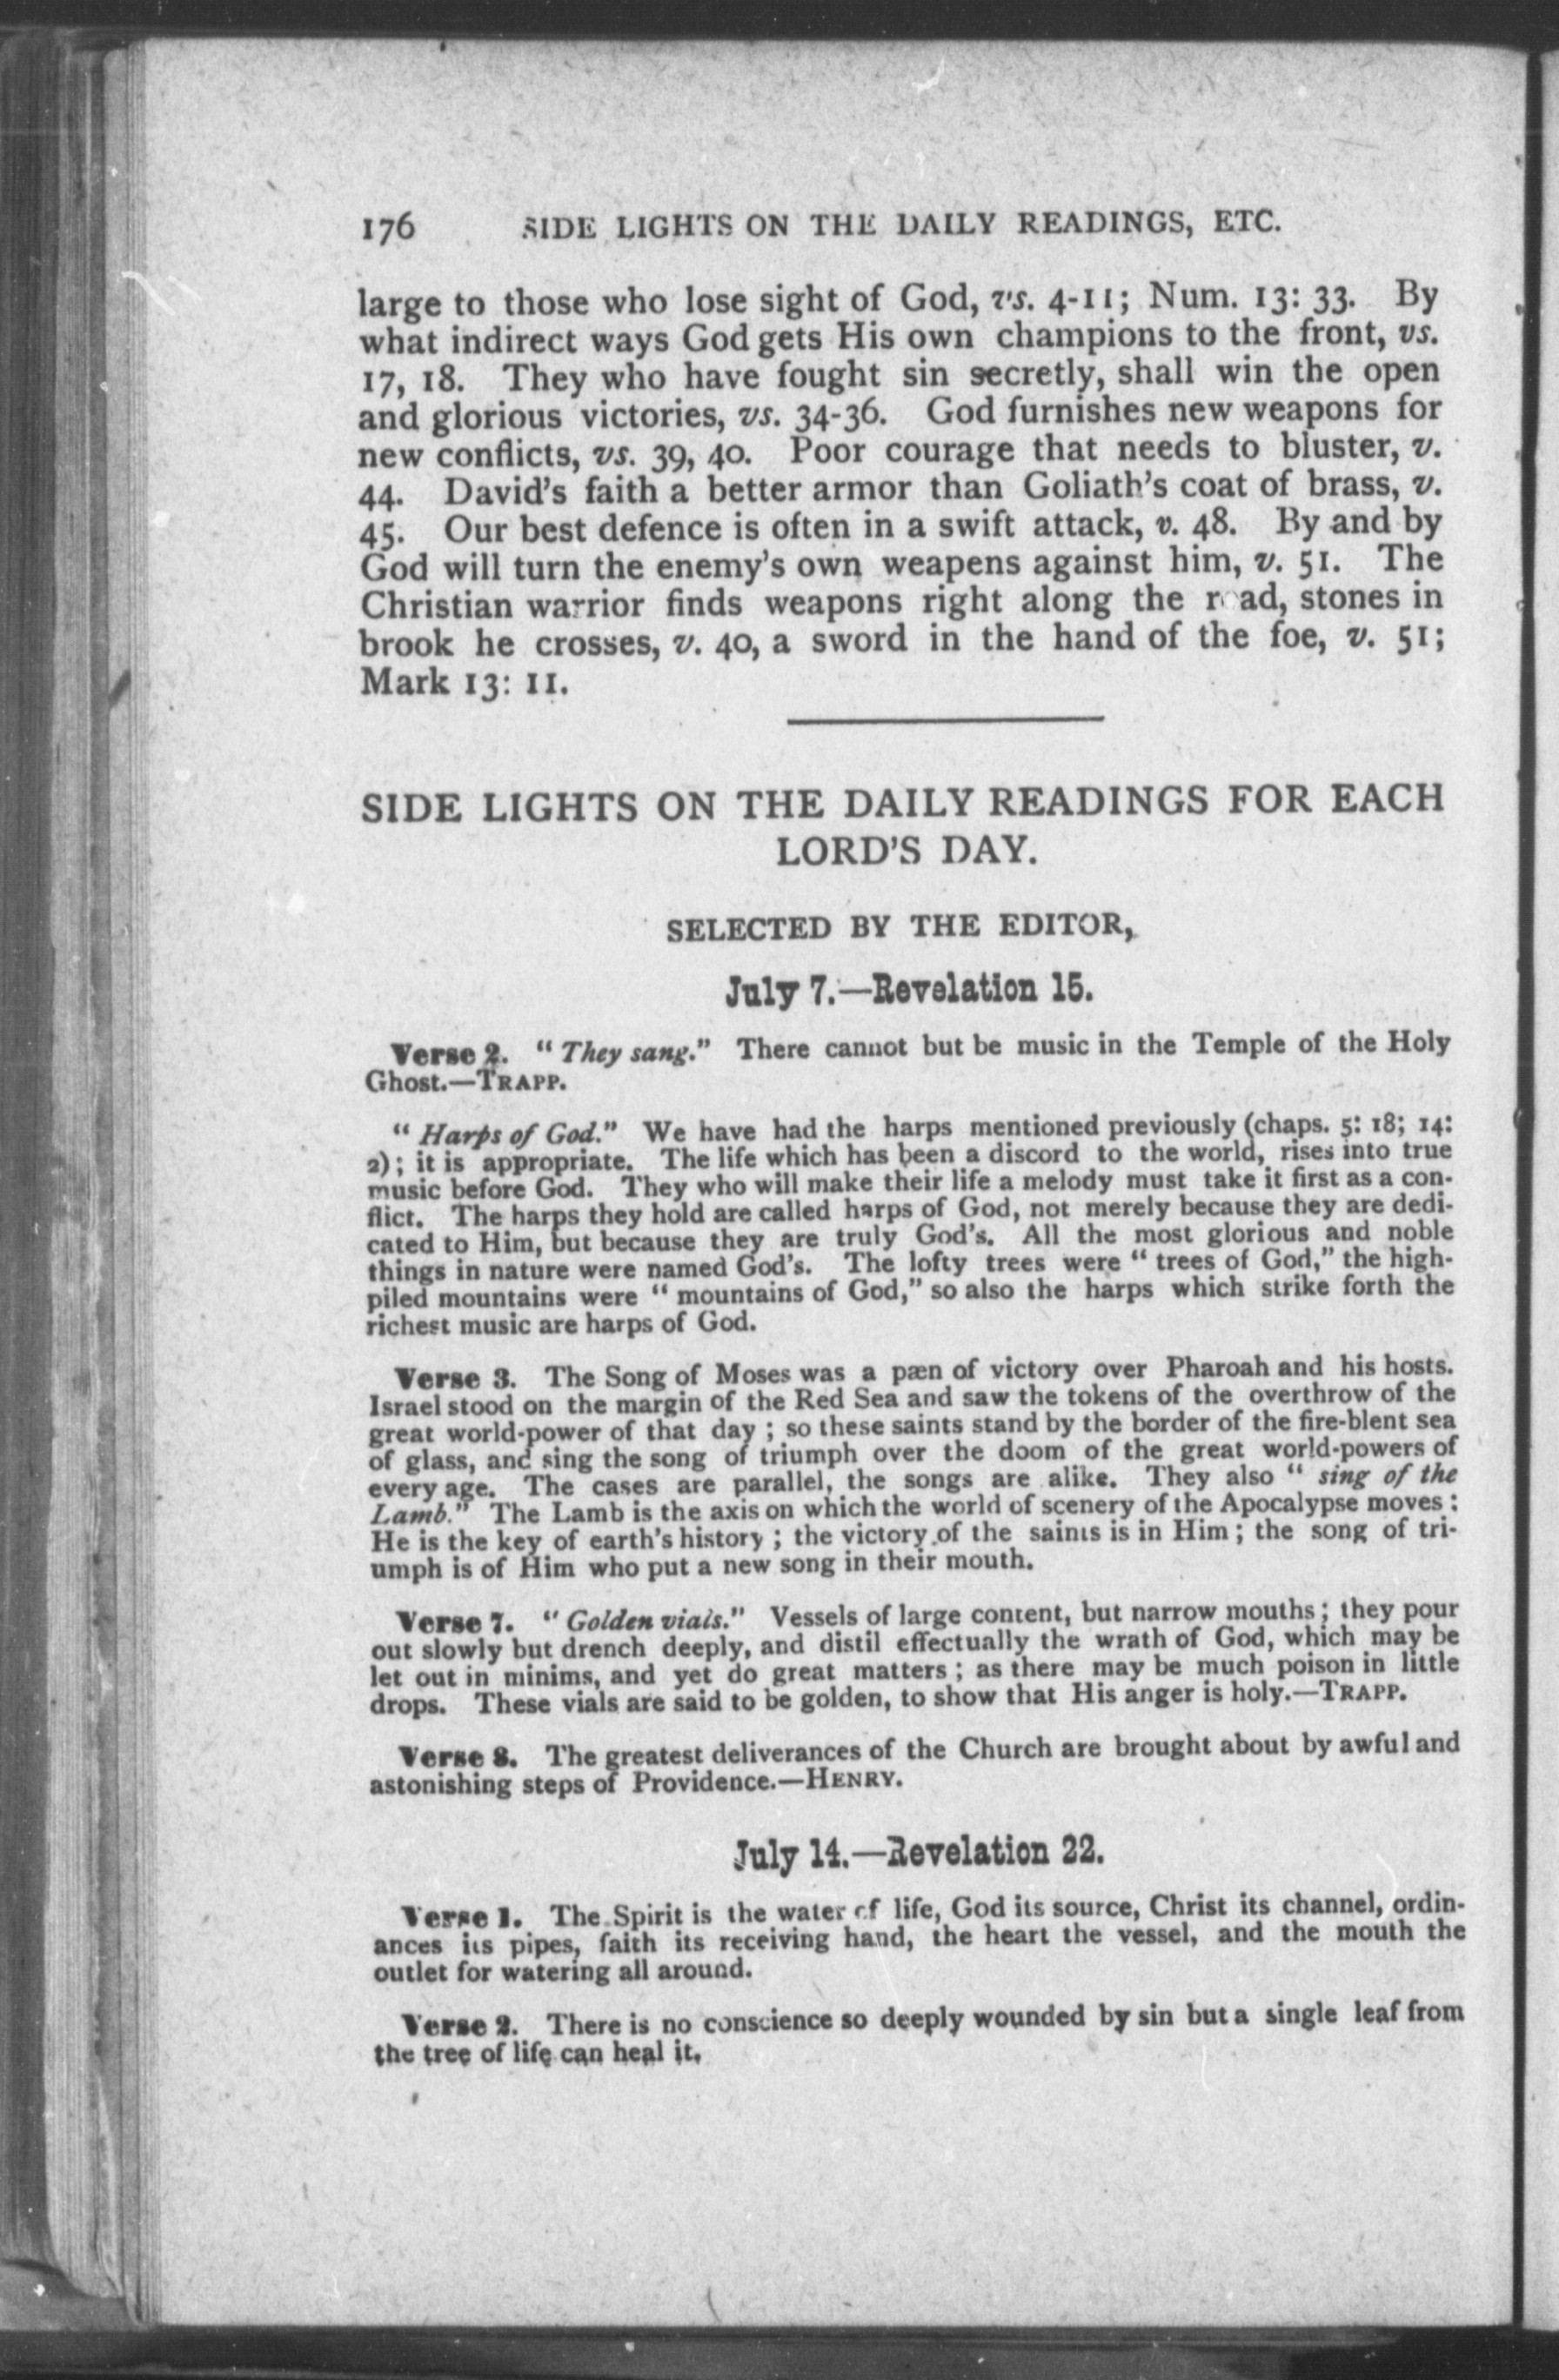 176 SIDE LIGHTS ON THE DAILY READINGS, ETC.
large to those who lose sight of God, vs. 4-11; Num. 13: 33. By
what indirect ways God gets His own champions to the front, vs.
17, 18. They who have fought sin secretly, shall win the open
and glorious victories, vs. 34-36. God furnishes new weapons for
new conflicts, vs. 39, 40. Poor courage that needs to bluster, v.
44. David's faith a better armor than Goliath's coat of brass, v.
45. Our best defence is often in a swift attack, v. 48. By and by
God will turn the enemy's own weapens against him, v. 51. The
Christian warrior finds weapons right along the road, stones in
brook he crosses, v. 40, a sword in the hand of the foe, v. 51;
Mark 13: 11.
SIDE LIGHTS ON THE DAILY READINGS FOR EACH
LORD'S DAY.
SELECTED BY THE EDITOR,
July 7.—Revelation 15.
Verse 2. "They sang." There cannot but be music in the Temple of the Holy
Ghost.—TRAPP.
"Harps of God." We have had the harps mentioned previously (chaps. 5: 18; 14:
2); it is appropriate. The life which has been a discord to the world, rises into true
music before God. They who will make their life a melody must take it first as a con-
flict. The harps they hold are called harps of God, not merely because they are dedi-
cated to Him, but because they are truly God's. All the most glorious and noble
things in nature were named God's. The lofty trees were "trees of God," the high-
piled mountains were "mountains of God," so also the harps which strike forth the
richest music are harps of God.
Verse 3. The Song of Moses was a pæn of victory over Pharoah and his hosts.
Israel stood on the margin of the Red Sea and saw the tokens of the overthrow of the
great world-power of that day; so these saints stand by the border of the fire-blent sea
of glass, and sing the song of triumph over the doom of the great world-powers of
every age. The cases are parallel, the songs are alike. They also "sing of the
Lamb." The Lamb is the axis on which the world of scenery of the Apocalypse moves:
He is the key of earth's history; the victory of the saints is in Him; the song of tri-
umph is of Him who put a new song in their mouth.
Verse 7. "Golden vials." Vessels of large content, but narrow mouths; they pour
out slowly but drench deeply, and distil effectually the wrath of God, which may be
let out in minims, and yet do great matters; as there may be much poison in little
drops. These vials are said to be golden, to show that His anger is holy.—TRAPP.
Verse 8. The greatest deliverances of the Church are brought about by awful and
astonishing steps of Providence.—HENRY.
July 14.—Revelation 22.
Verse 1. The Spirit is the water of life, God its source, Christ its channel, ordin-
ances its pipes, faith its receiving hand, the heart the vessel, and the mouth the
outlet for watering all around.
Verse 2. There is no conscience so deeply wounded by sin but a single leaf from
the tree of life can heal it.